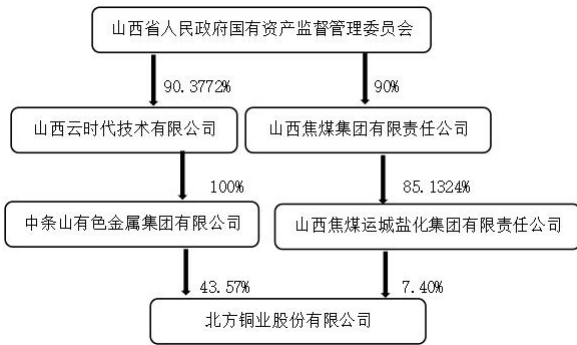 山西省人民政府国有资产监督管理委员会
90.3772%
90%
山西云时代技术有限公司
山西焦煤集团有限责任公司
100%
85.1324%
中条山有色金属集团有限公司
山西焦煤运城盐化集团有限责任公司
43.57%
7.40%
北方铜业股份有限公司